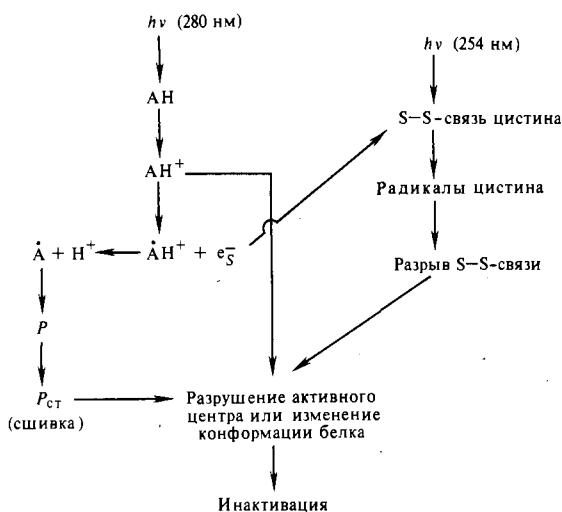 hν (280 нм)
hν (254 нм)
AH
S–S-связь цистина
AH⁺
Радикалы цистина
Ȧ + H⁺
ȦH⁺ + e⁻S
Разрыв S–S-связи
P
Pст
(сшивка)
Разрушение активного
центра или изменение
конформации белка
Инактивация